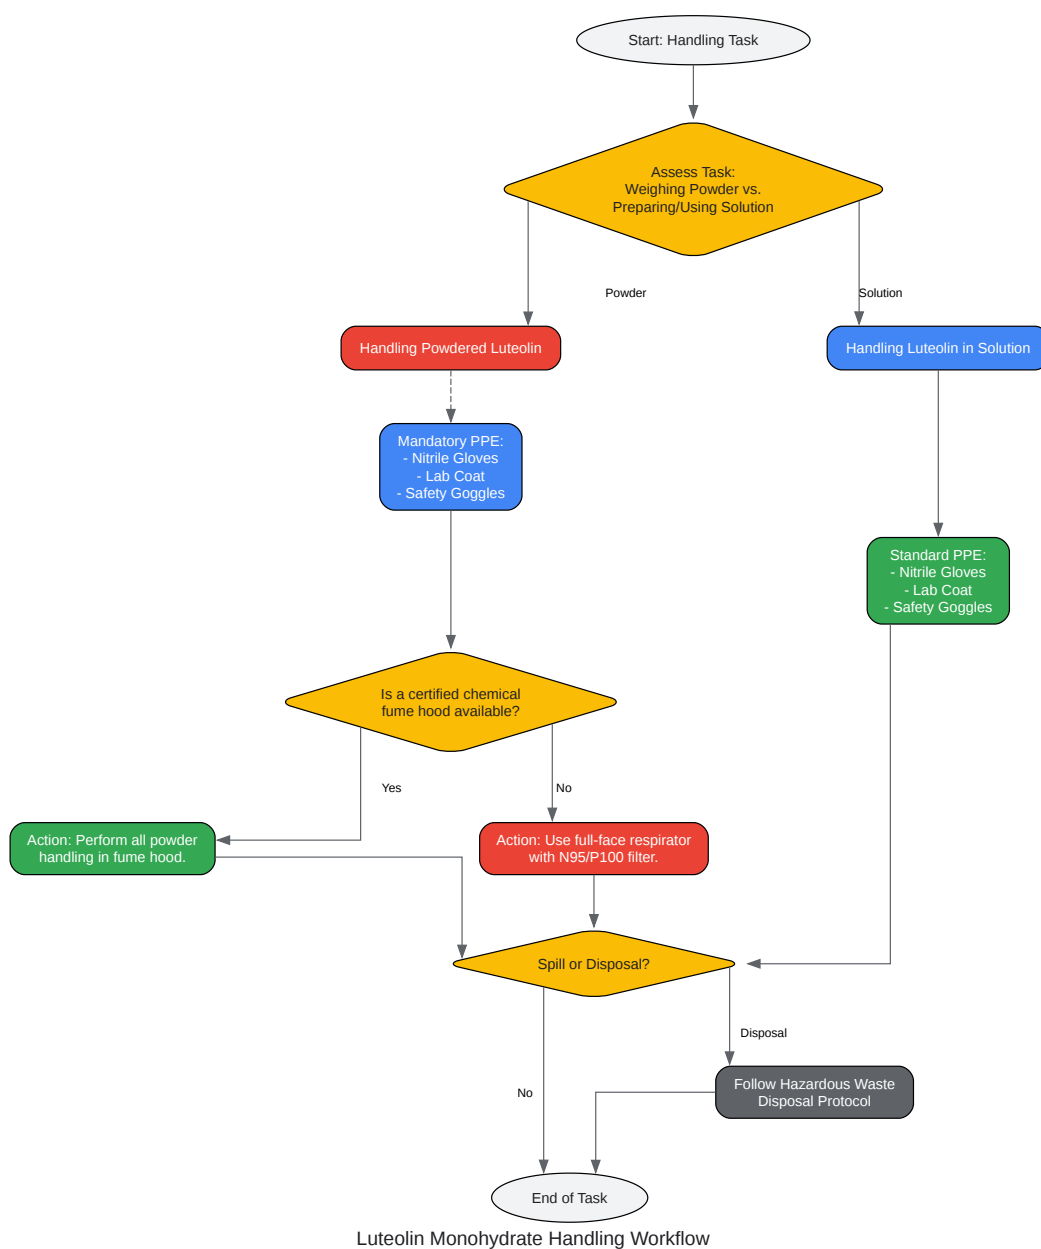 Start: Handling Task
Assess Task:
Weighing Powder vs.
Preparing/Using Solution
Powder
Solution
Handling Powdered Luteolin
Handling Luteolin in Solution
Mandatory PPE:
- Nitrile Gloves
- Lab Coat
- Safety Goggles
Standard PPE:
- Nitrile Gloves
- Lab Coat
- Safety Goggles
Is a certified chemical
fume hood available?
Yes
No
Action: Perform all powder
handling in fume hood.
Action: Use full-face respirator
with N95/P100 filter.
Spill or Disposal?
Disposal
Follow Hazardous Waste
Disposal Protocol
No
End of Task
Luteolin Monohydrate Handling Workflow